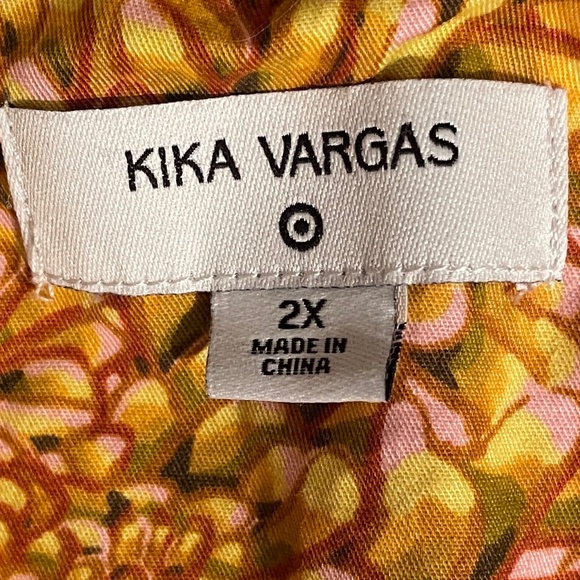 KIKA VARGAS
2X
MADE IN
CHINA